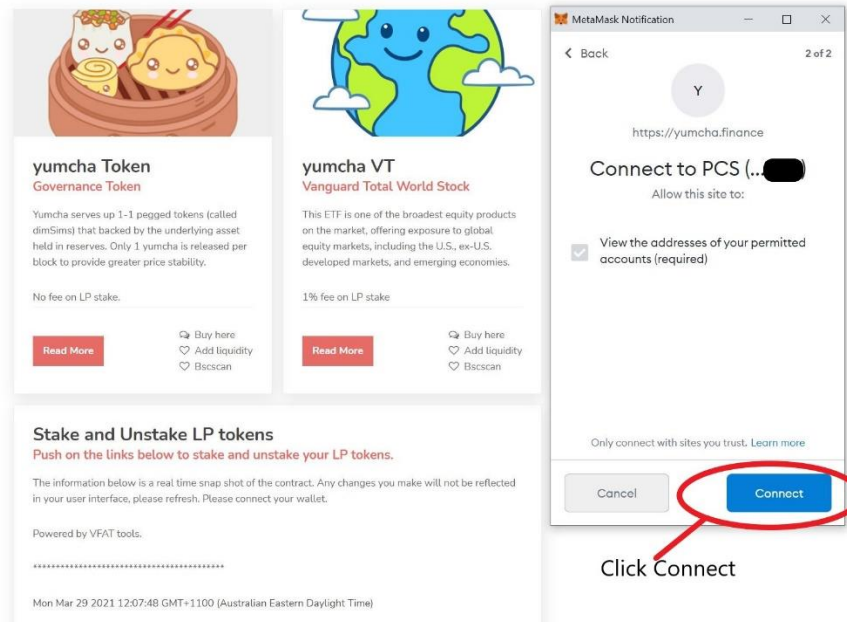 yumcha Token
Governance Token
Yumcha serves up 1-1 pegged tokens (called
dimSims) that backed by the underlying asset
held in reserves. Only 1 yumcha is released per
block to provide greater price stability.
No fee on LP stake.
Read More
Buy here
Add liquidity
Bscscan
yumcha VT
Vanguard Total World Stock
This ETF is one of the broadest equity products
on the market, offering exposure to global
equity markets, including the U.S., ex-U.S.
developed markets, and emerging economies.
1% fee on LP stake
Read More
Buy here
Add liquidity
Bscscan
Stake and Unstake LP tokens
Push on the links below to stake and unstake your LP tokens.
The information below is a real time snap shot of the contract. Any changes you make will not be reflected
in your user interface, please refresh. Please connect your wallet.
Powered by VFAT tools.
******************************************
Mon Mar 29 2021 12:07:48 GMT+1100 (Australian Eastern Daylight Time)
MetaMask Notification
Back
2 of 2
Y
https://yumcha.finance
Connect to PCS (... )
Allow this site to:
View the addresses of your permitted
accounts (required)
Only connect with sites you trust. Learn more
Cancel
Connect
Click Connect